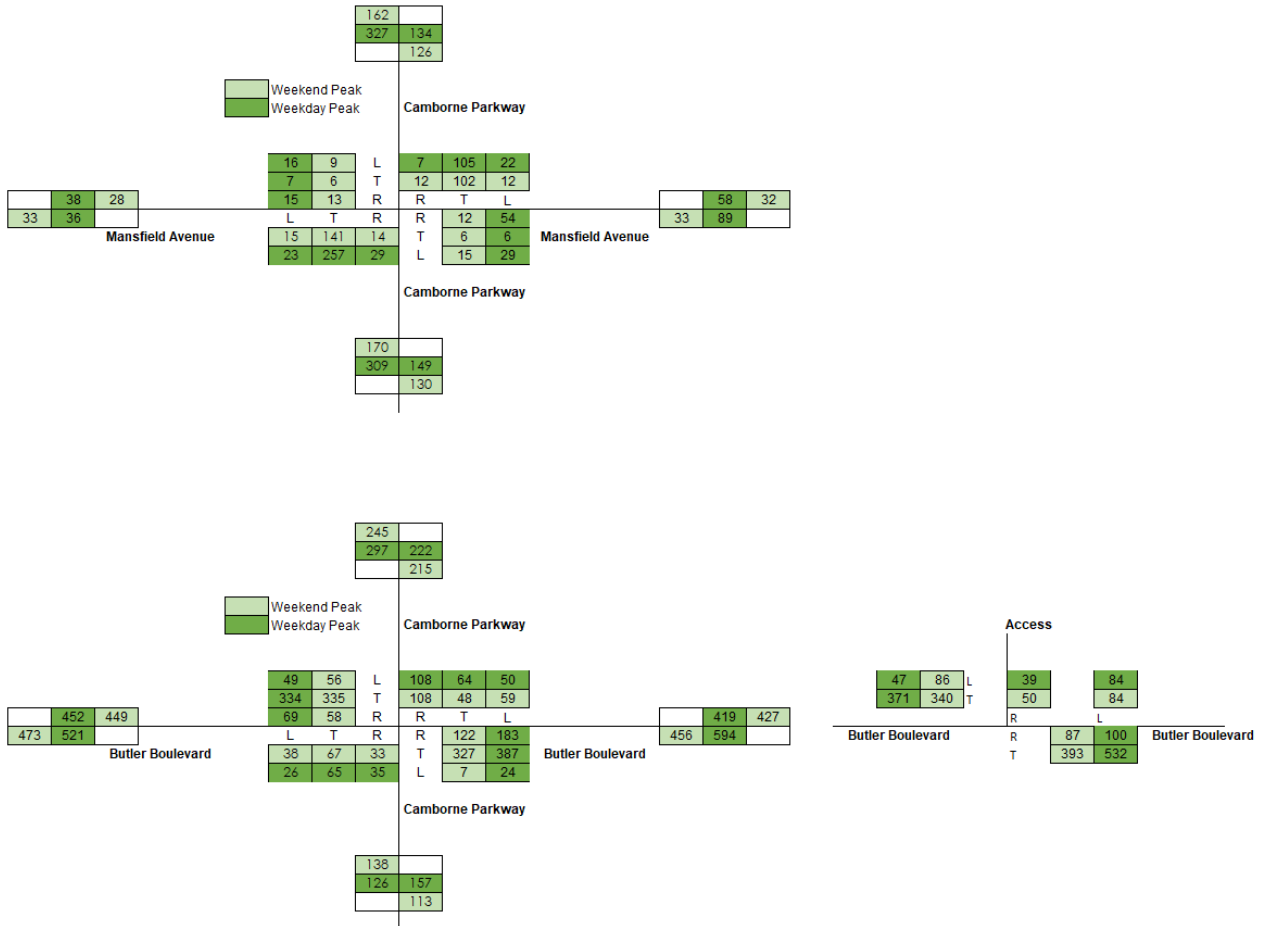 162
327 134
126
Weekend Peak
Weekday Peak Camborne Parkway
16 9 L 7 105 22
7 6 T 12 102 12
38 28 15 13 R R T L 58 32
33 36 L T R R 12 54 33 89
Mansfield Avenue 15 141 14 T 6 6 Mansfield Avenue
23 257 29 L 15 29
Camborne Parkway
170
309 149
130
245
297 222
215
Weekend Peak
Weekday Peak Camborne Parkway Access
49 56 L 108 64 50 47 86 L 39 84
334 335 T 108 48 59 371 340 T 50 84
452 449 69 58 R R T L 419 427 R L
473 521 L T R R 122 183 456 594 Butler Boulevard R 87 100 Butler Boulevard
Butler Boulevard 38 67 33 T 327 387 Butler Boulevard T 393 532
26 65 35 L 7 24
Camborne Parkway
138
126 157
113